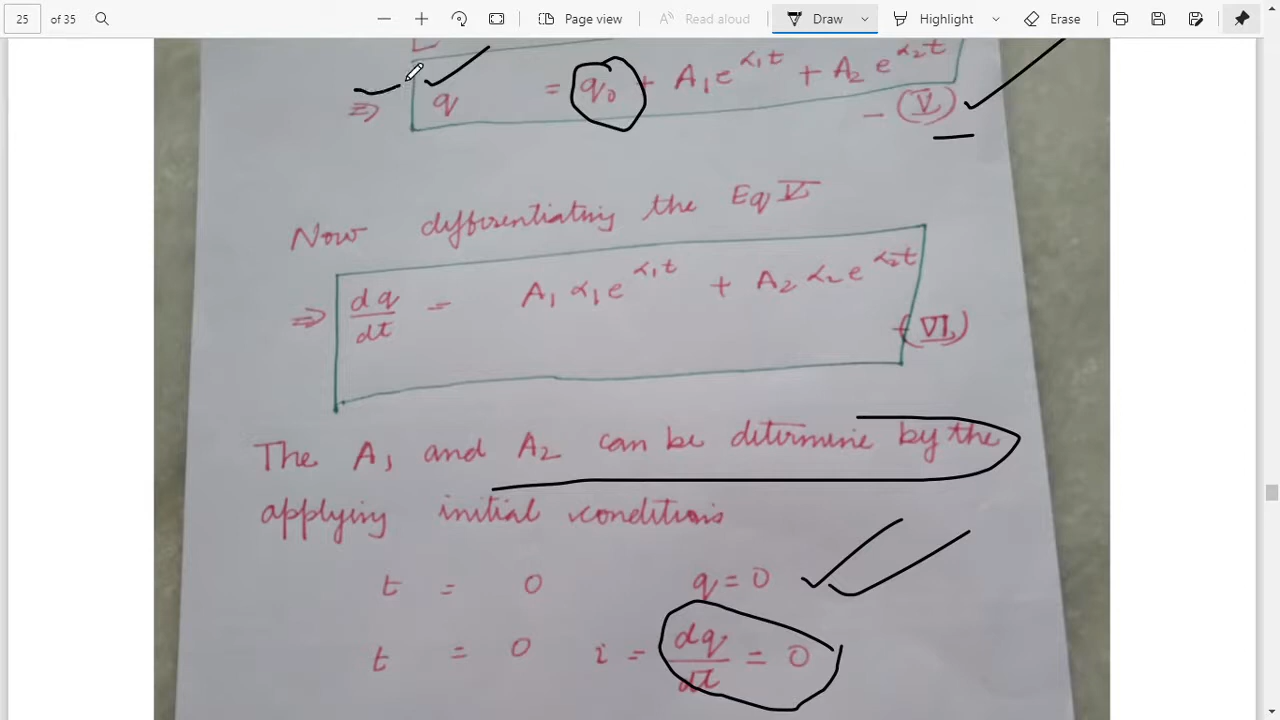 25 of 35 Page view Read aloud Draw Highlight Erase
⇒ q = q₀ + A₁e^α₁t + A₂e^α₂t
– (V)
Now differentiating the Eq V
⇒ dq/dt = A₁α₁e^α₁t + A₂α₂e^α₂t
– (VI)
The A₁ and A₂ can be determine by the
applying initial conditions
t = 0 q = 0
t = 0 i = dq/dt = 0